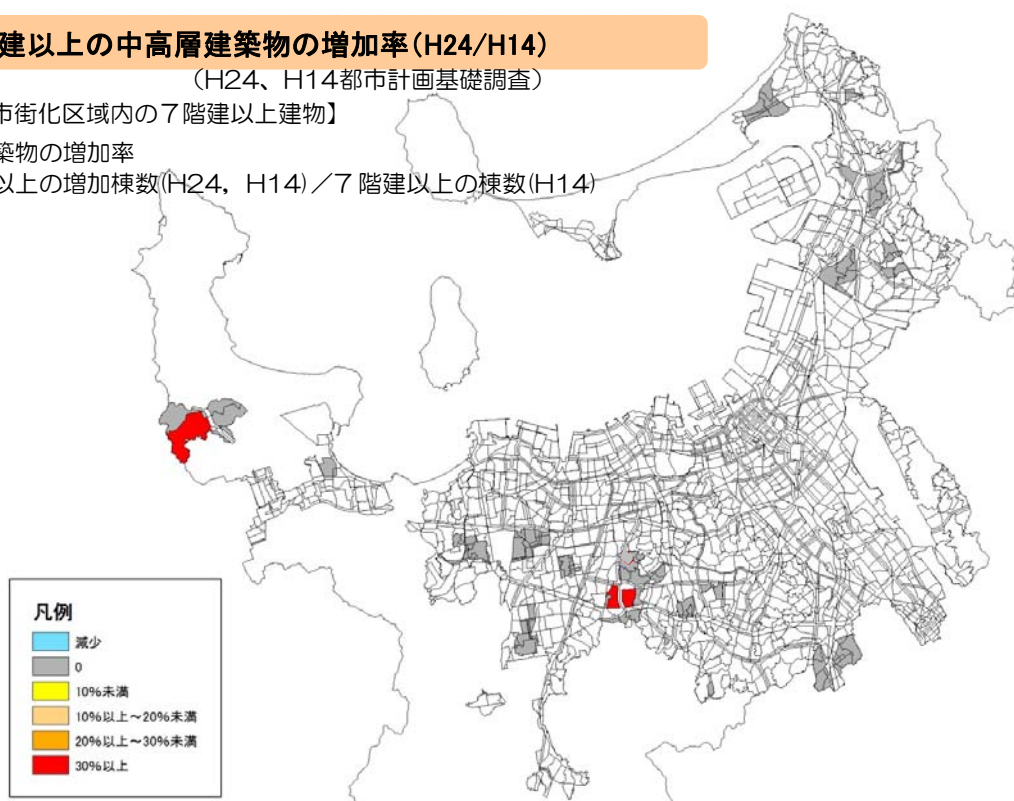 建以上の中高層建築物の増加率(H24/H14)
(H24、H14都市計画基礎調査)
市街化区域内の7階建以上建物】
築物の増加率
以上の増加棟数(H24, H14)／7階建以上の棟数(H14)
凡例
減少
0
10%未満
10%以上～20%未満
20%以上～30%未満
30%以上